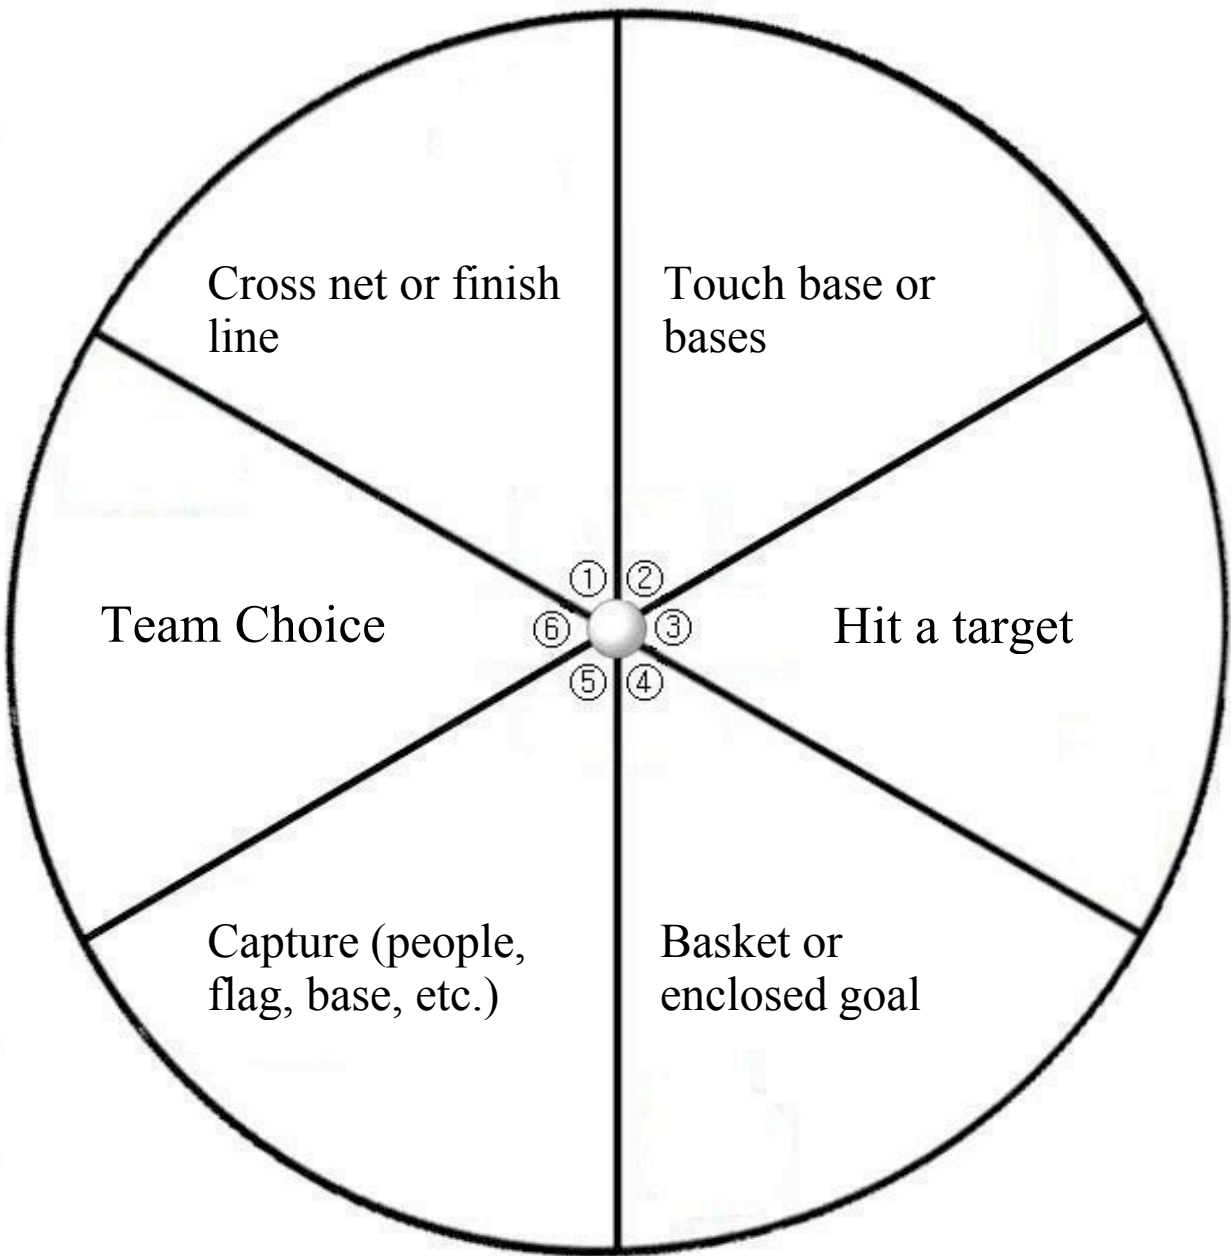 Cross net or finish
line
Touch base or
bases
① ②
Team Choice
⑥ ③
Hit a target
⑤ ④
Capture (people,
flag, base, etc.)
Basket or
enclosed goal